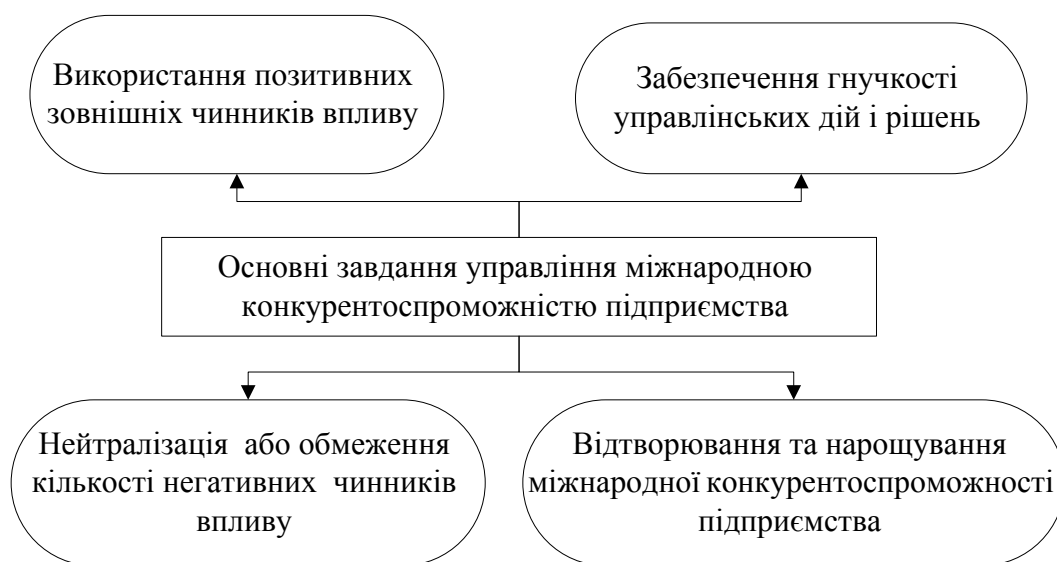 Використання позитивних
зовнішніх чинників впливу
Забезпечення гнучкості
управлінських дій і рішень
Основні завдання управління міжнародною
конкурентоспроможністю підприємства
Нейтралізація або обмеження
кількості негативних чинників
впливу
Відтворювання та нарощування
міжнародної конкурентоспроможності
підприємства